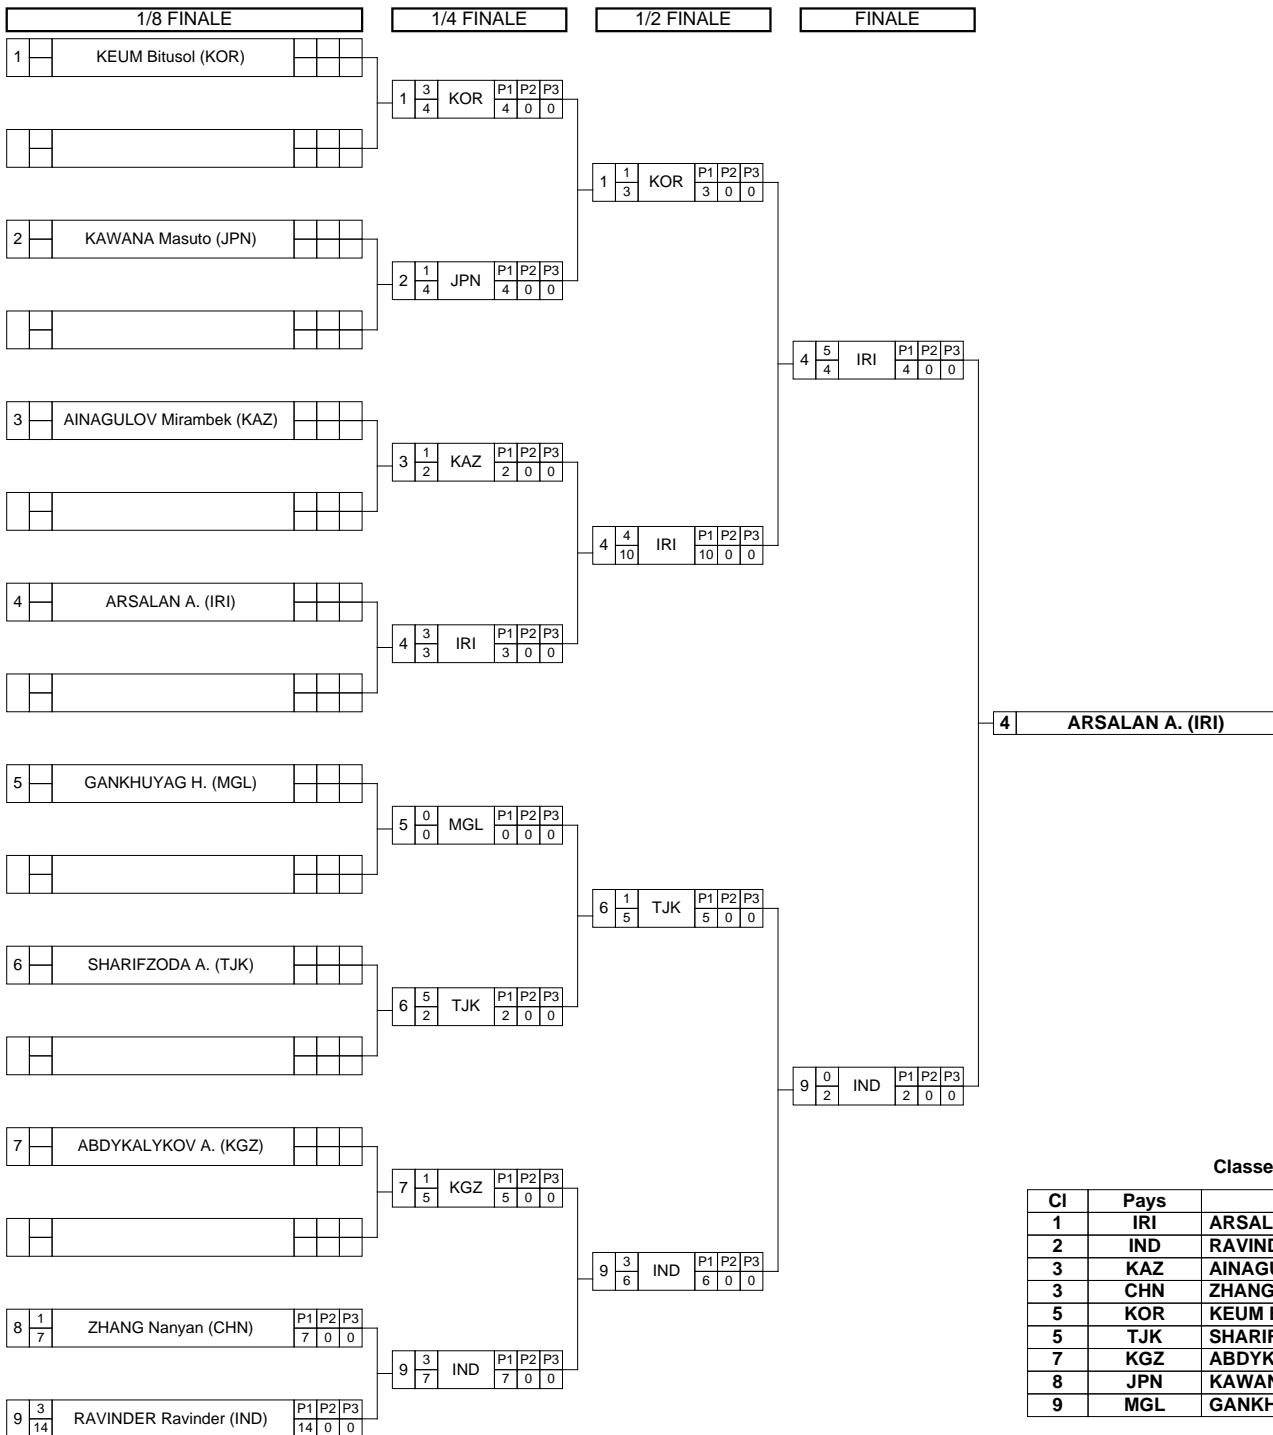 1/8 FINALE 1/4 FINALE 1/2 FINALE FINALE
1 KEUM Bitusol (KOR)
1 3 4 KOR P1 P2 P3 4 0 0
1 1 3 KOR P1 P2 P3 3 0 0
2 KAWANA Masuto (JPN)
2 1 4 JPN P1 P2 P3 4 0 0
4 5 4 IRI P1 P2 P3 4 0 0
3 AINAGULOV Mirambek (KAZ)
3 1 2 KAZ P1 P2 P3 2 0 0
4 4 10 IRI P1 P2 P3 10 0 0
4 ARSALAN A. (IRI)
4 3 3 IRI P1 P2 P3 3 0 0
4 ARSALAN A. (IRI)
5 GANKHUYAG H. (MGL)
5 0 0 MGL P1 P2 P3 0 0 0
6 1 5 TJK P1 P2 P3 5 0 0
6 SHARIFZODA A. (TJK)
6 5 2 TJK P1 P2 P3 2 0 0
9 0 2 IND P1 P2 P3 2 0 0
7 ABDYKALYKOV A. (KGZ)
7 1 5 KGZ P1 P2 P3 5 0 0
9 3 6 IND P1 P2 P3 6 0 0
8 1 7 ZHANG Nanyan (CHN) P1 P2 P3 7 0 0
9 3 7 IND P1 P2 P3 7 0 0
9 3 14 RAVINDER Ravinder (IND) P1 P2 P3 14 0 0
Classe
Cl Pays
1 IRI ARSAL
2 IND RAVIN
3 KAZ AINAG
3 CHN ZHANG
5 KOR KEUM
5 TJK SHARIF
7 KGZ ABDYK
8 JPN KAWAN
9 MGL GANKH